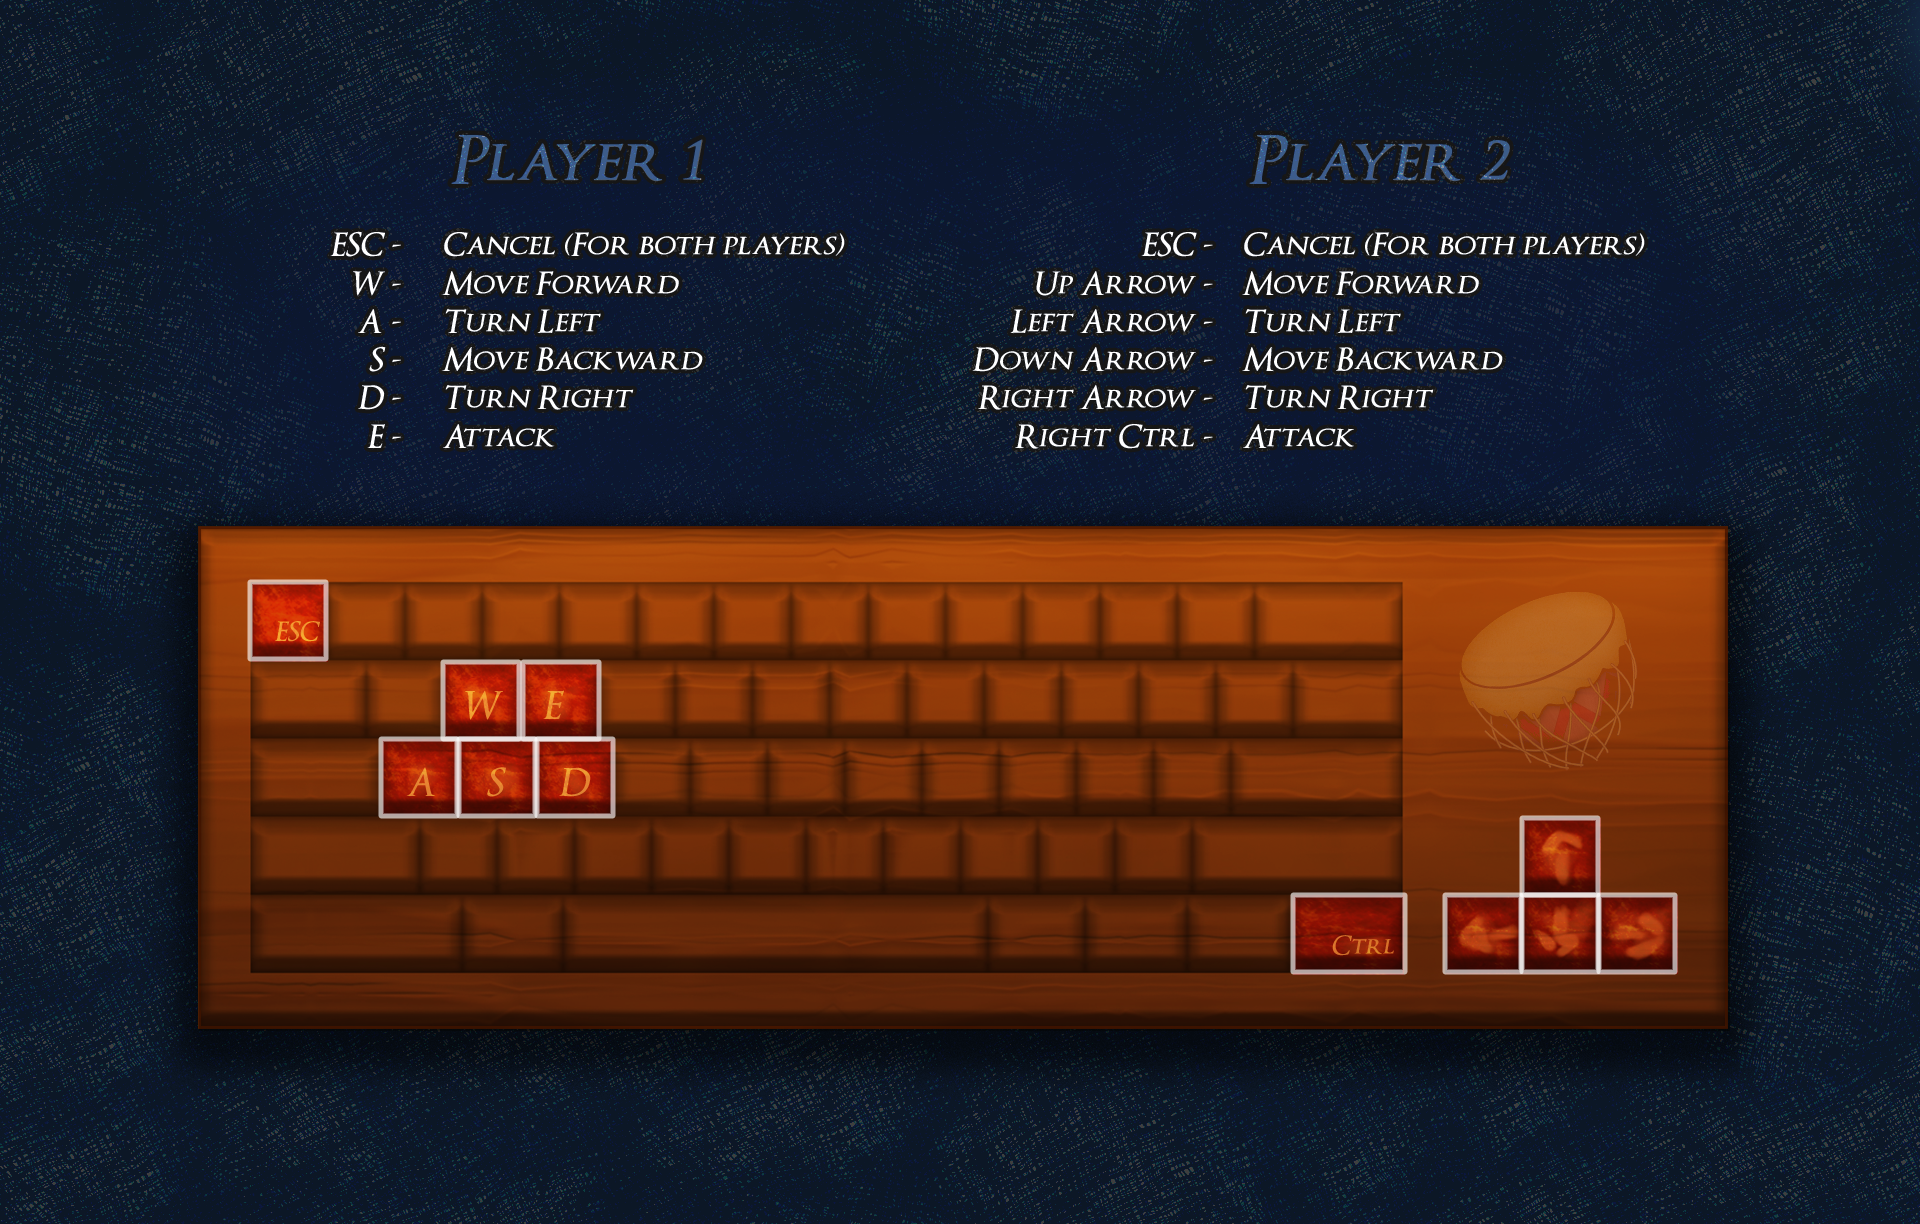 Player 1
ESC - Cancel (For both players)
W - Move Forward
A - Turn Left
S - Move Backward
D - Turn Right
E - Attack
Player 2
ESC - Cancel (For both players)
Up Arrow - Move Forward
Left Arrow - Turn Left
Down Arrow - Move Backward
Right Arrow - Turn Right
Right Ctrl - Attack
ESC
W E
A S D
Ctrl